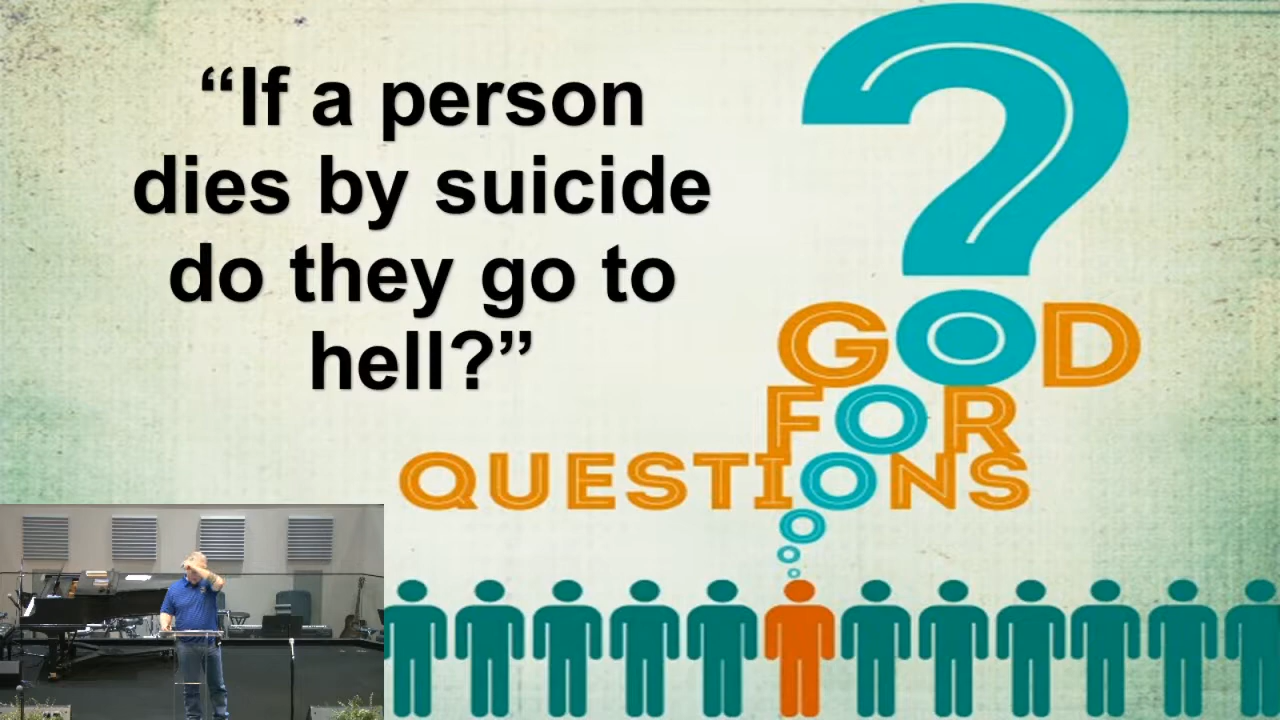 “If a person
dies by suicide
do they go to
hell?”
GOD
FOR
QUESTIONS